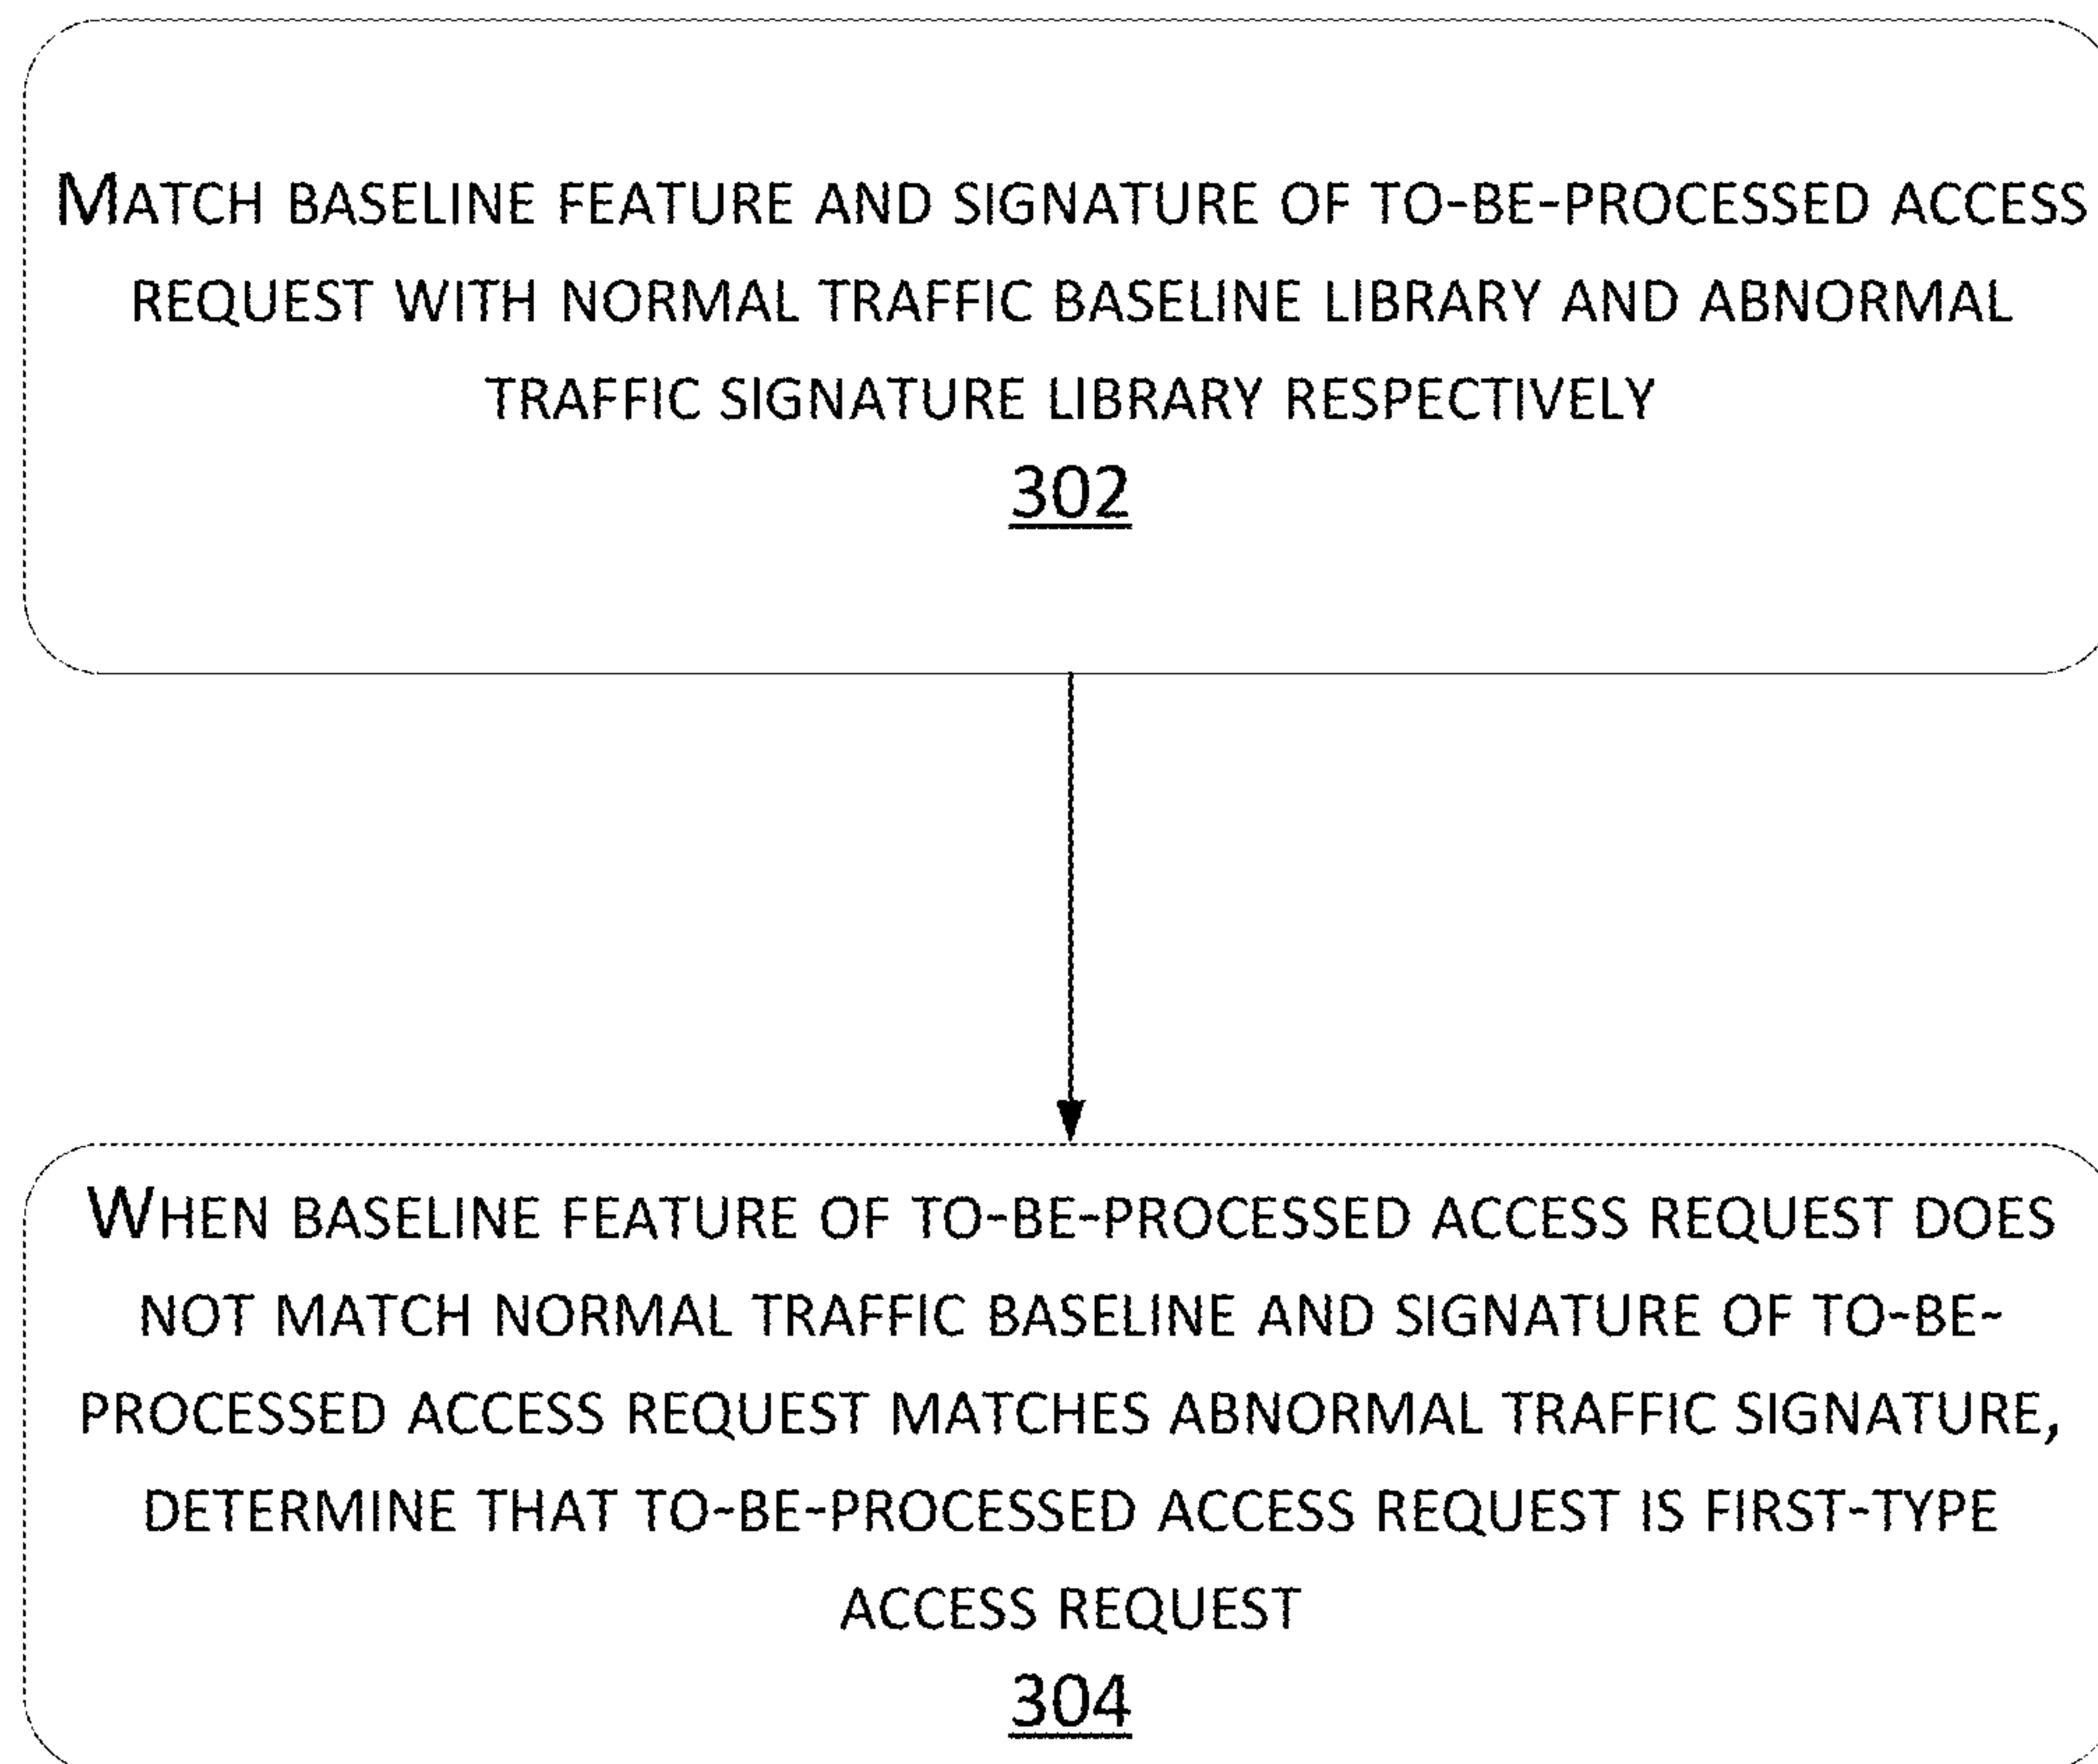 MATCH BASELINE FEATURE AND SIGNATURE OF TO-BE-PROCESSED ACCESS
REQUEST WITH NORMAL TRAFFIC BASELINE LIBRARY AND ABNORMAL
TRAFFIC SIGNATURE LIBRARY RESPECTIVELY
302
WHEN BASELINE FEATURE OF TO-BE-PROCESSED ACCESS REQUEST DOES
NOT MATCH NORMAL TRAFFIC BASELINE AND SIGNATURE OF TO-BE-
PROCESSED ACCESS REQUEST MATCHES ABNORMAL TRAFFIC SIGNATURE,
DETERMINE THAT TO-BE-PROCESSED ACCESS REQUEST IS FIRST-TYPE
ACCESS REQUEST
304